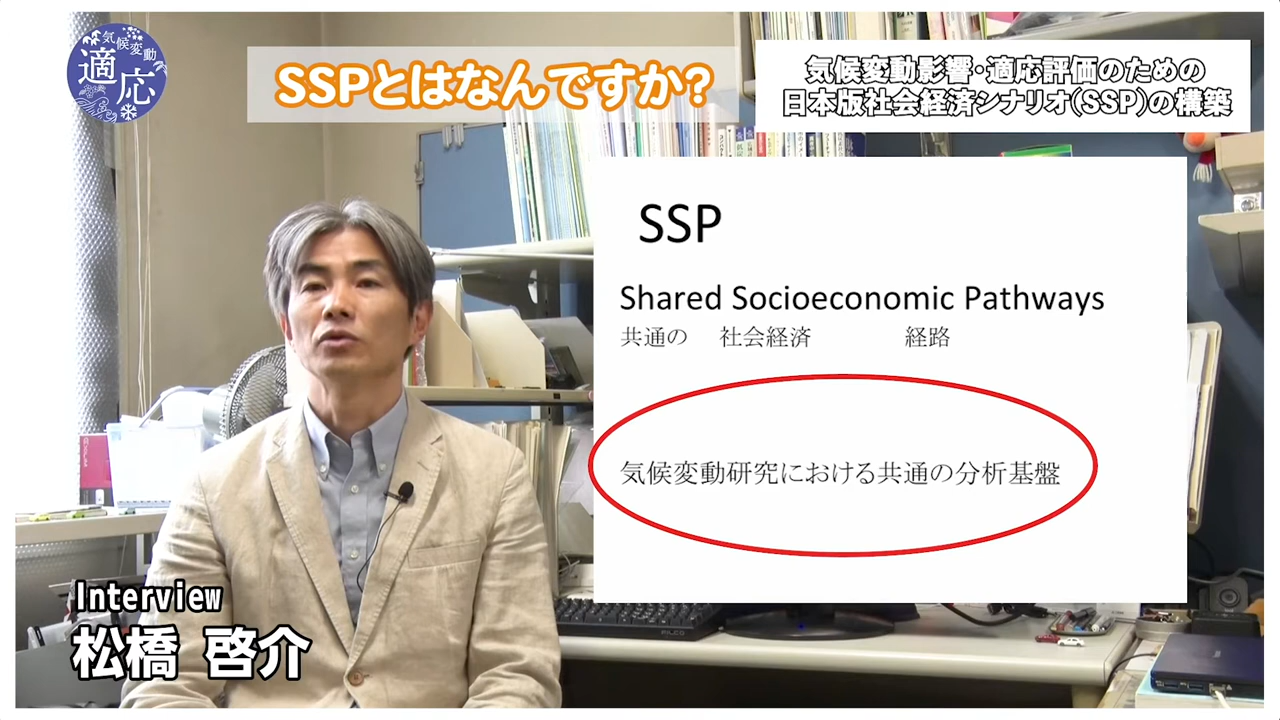 気候変動
適応
SSPとはなんですか?
気候変動影響・適応評価のための
日本版社会経済シナリオ(SSP)の構築
SSP
Shared Socioeconomic Pathways
共通の 社会経済 経路
気候変動研究における共通の分析基盤
Interview
松橋 啓介